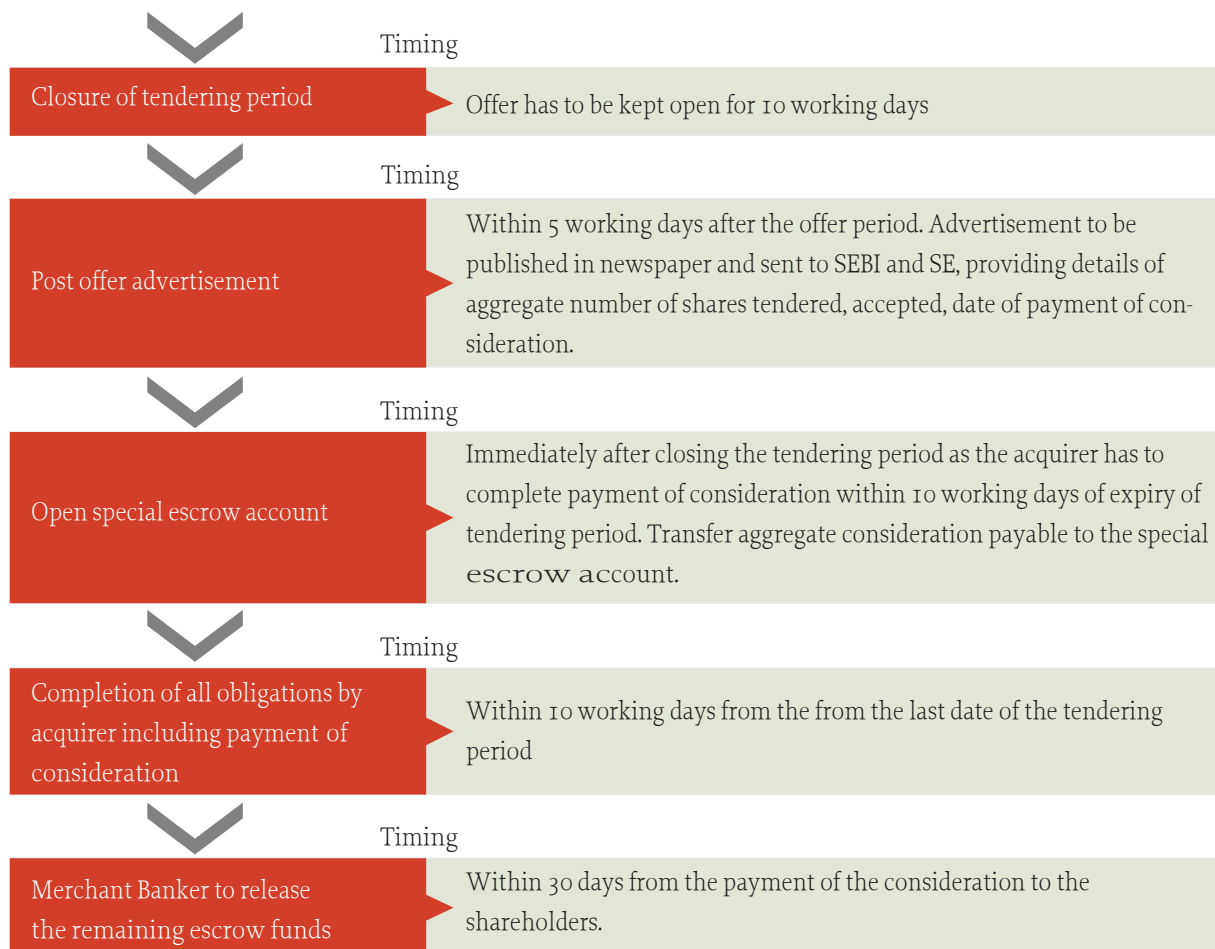 Timing
Closure of tendering period
Offer has to be kept open for 10 working days
Timing
Post offer advertisement
Within 5 working days after the offer period. Advertisement to be
published in newspaper and sent to SEBI and SE, providing details of
aggregate number of shares tendered, accepted, date of payment of con-
sideration.
Timing
Open special escrow account
Immediately after closing the tendering period as the acquirer has to
complete payment of consideration within 10 working days of expiry of
tendering period. Transfer aggregate consideration payable to the special
escrow account.
Timing
Completion of all obligations by
acquirer including payment of
consideration
Within 10 working days from the from the last date of the tendering
period
Timing
Merchant Banker to release
the remaining escrow funds
Within 30 days from the payment of the consideration to the
shareholders.